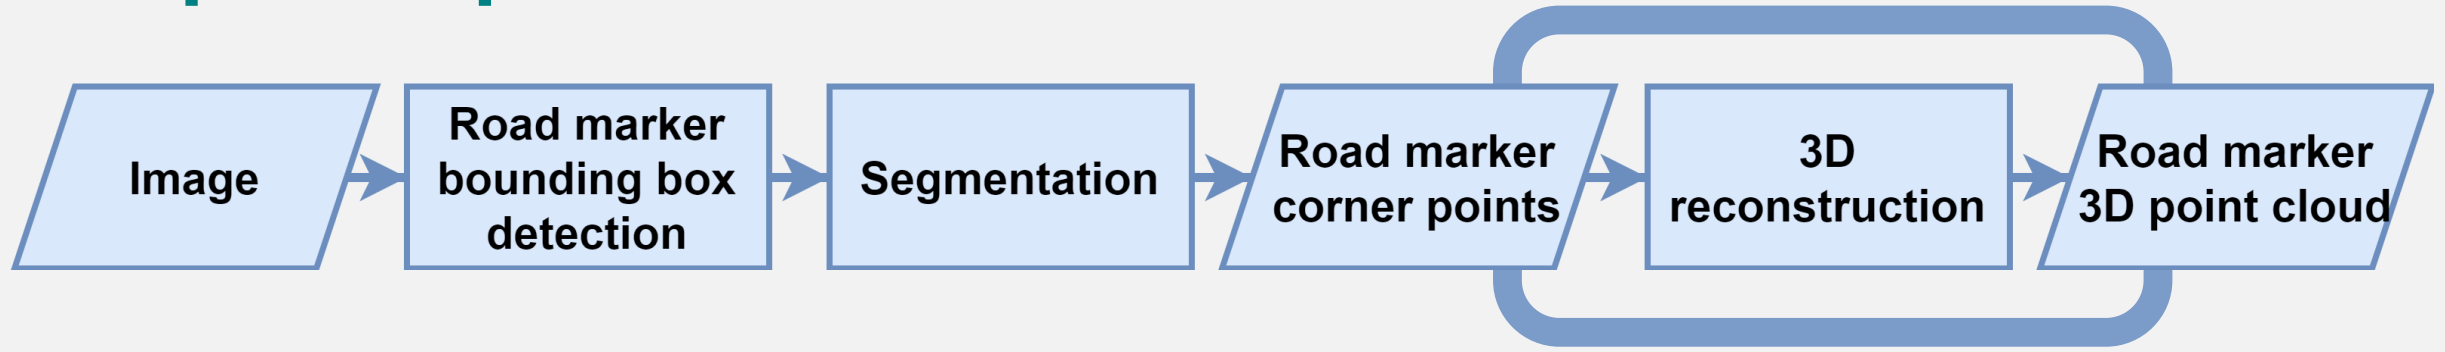 Image
Road marker
bounding box
detection
Segmentation
Road marker
corner points
3D
reconstruction
Road marker
3D point cloud